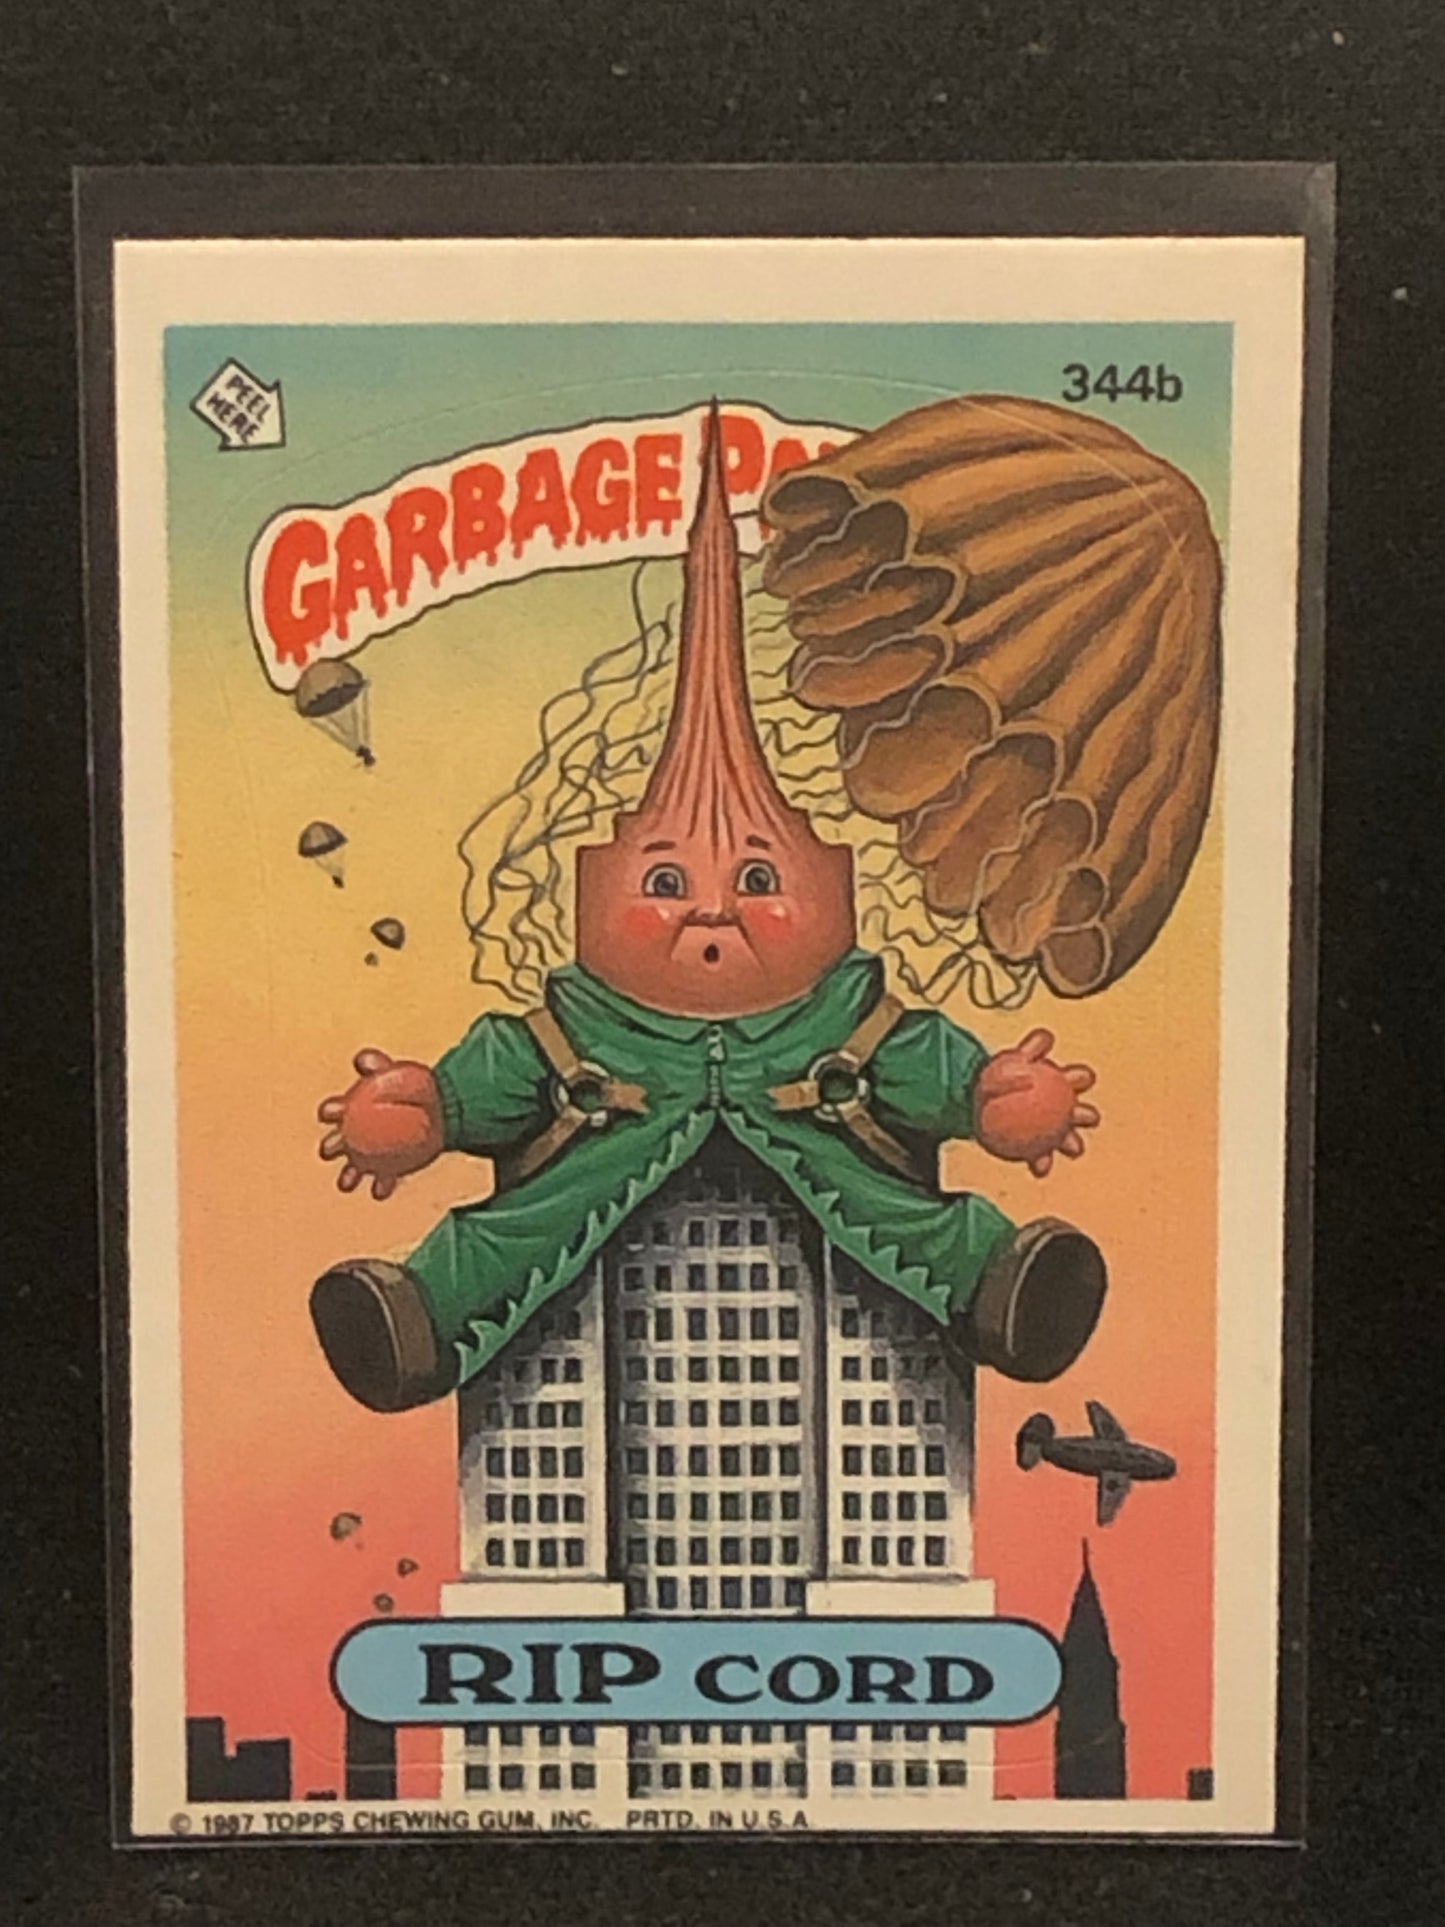 PEEL
HERE
344b
GARBAGE PA
RIP CORD
© 1987 TOPPS CHEWING GUM, INC. PRTD. IN U.S.A.